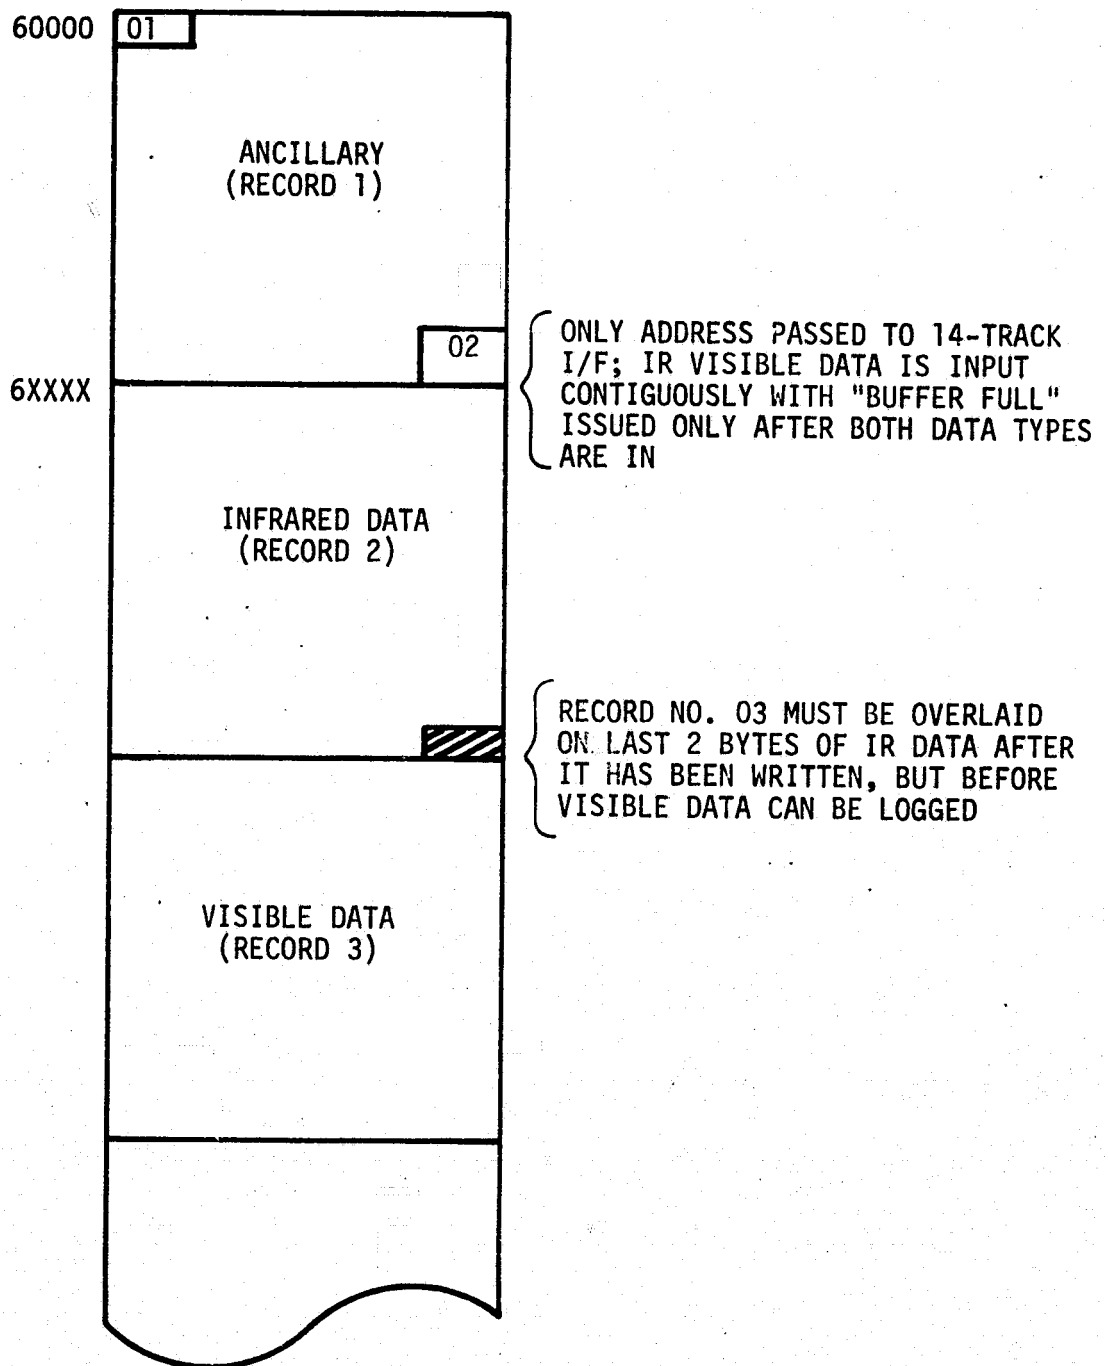 60000
01
ANCILLARY
(RECORD 1)
02
6XXXX
ONLY ADDRESS PASSED TO 14-TRACK
I/F; IR VISIBLE DATA IS INPUT
CONTIGUOUSLY WITH "BUFFER FULL"
ISSUED ONLY AFTER BOTH DATA TYPES
ARE IN
INFRARED DATA
(RECORD 2)
RECORD NO. 03 MUST BE OVERLAID
ON LAST 2 BYTES OF IR DATA AFTER
IT HAS BEEN WRITTEN, BUT BEFORE
VISIBLE DATA CAN BE LOGGED
VISIBLE DATA
(RECORD 3)